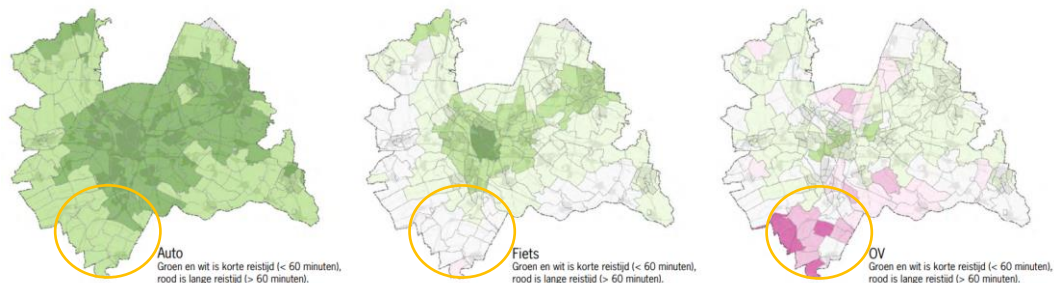 Auto
Groen en wit is korte reistijd (< 60 minuten),
rood is lange reistijd (> 60 minuten).
Fiets
Groen en wit is korte reistijd (< 60 minuten),
rood is lange reistijd (> 60 minuten).
OV
Groen en wit is korte reistijd (< 60 minuten),
rood is lange reistijd (> 60 minuten).